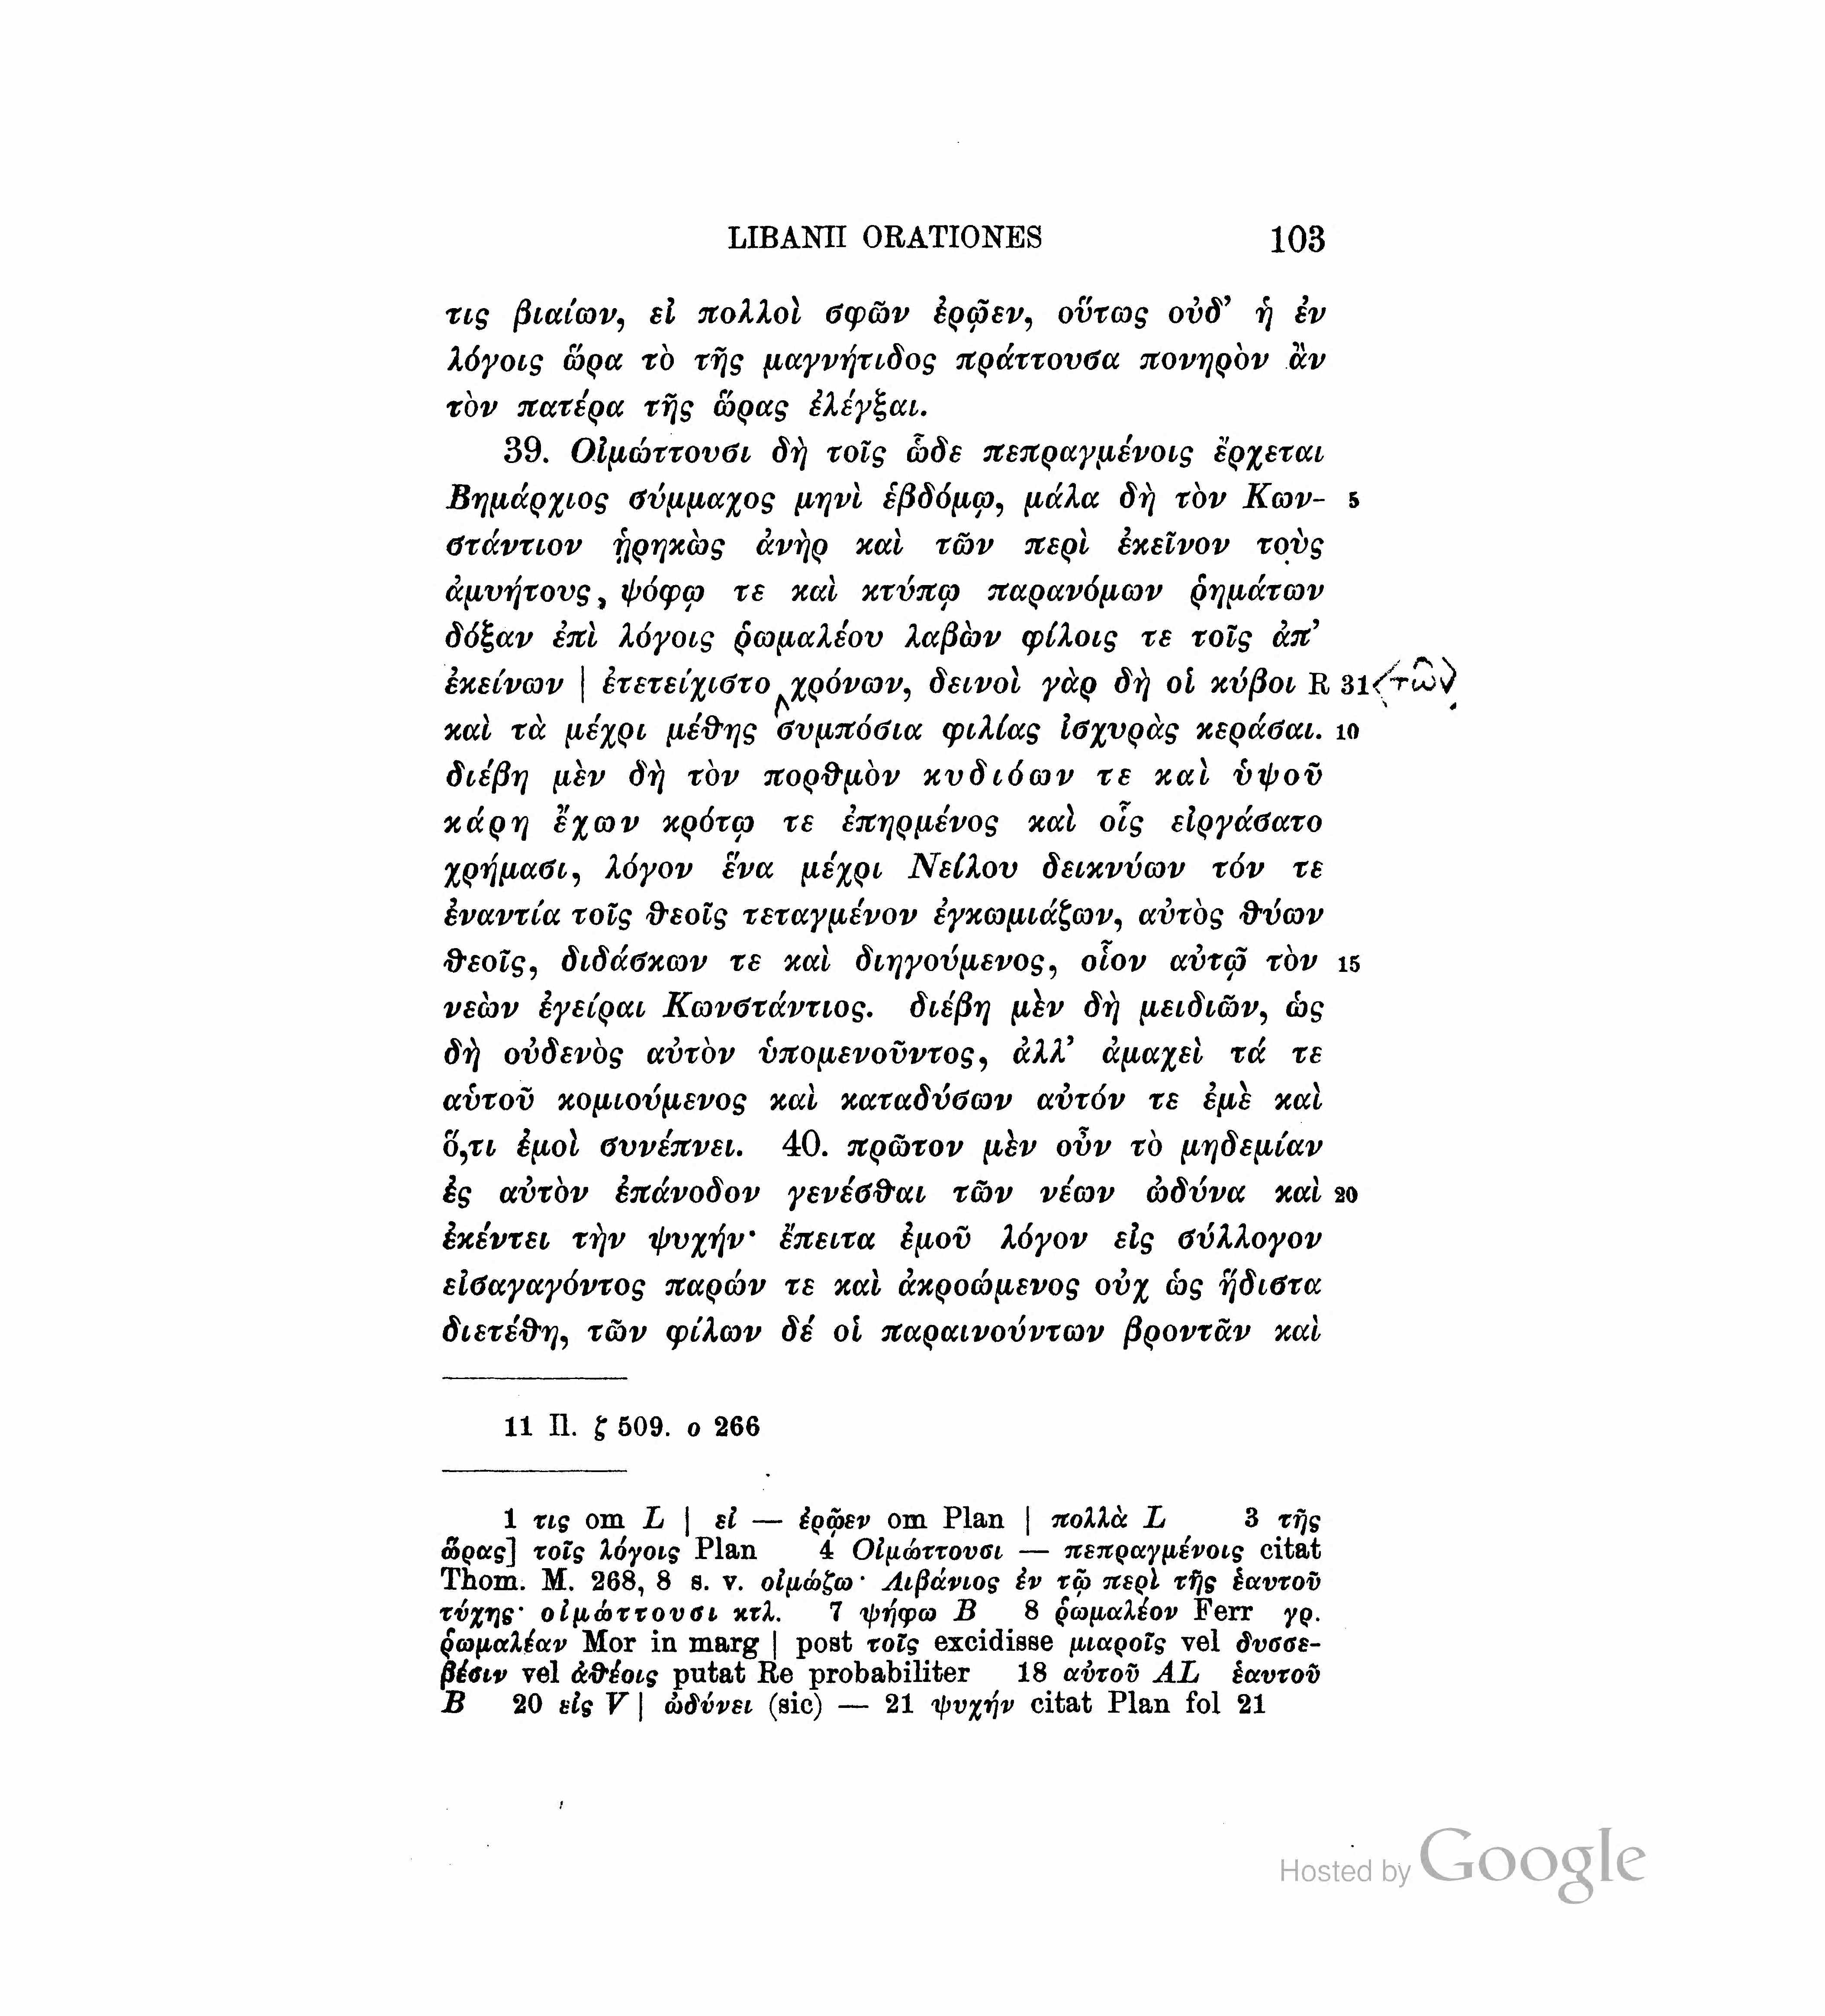 LIBANII ORATIONES 103
τις βιαίων, εἰ πολλοὶ σφῶν ἐρῷεν, οὕτως οὐδ’ ἡ ἐν
λόγοις ὥρα τὸ τῆς μαγνήτιδος πράττουσα πονηρὸν ἂν
τὸν πατέρα τῆς ὥρας ἐλέγξαι.
39. Οἰμώττουσι δὴ τοῖς ὧδε πεπραγμένοις ἔρχεται
Βημάρχιος σύμμαχος μηνὶ ἑβδόμῳ, μάλα δὴ τὸν Κων- 5
στάντιον ᾑρηκὼς ἀνὴρ καὶ τῶν περὶ ἐκεῖνον τοὺς
ἀμυήτους, ψόφῳ τε καὶ κτύπῳ παρανόμων ῥημάτων
δόξαν ἐπὶ λόγοις ῥωμαλέου λαβὼν φίλοις τε τοῖς ἀπ’
ἐκείνων | ἐτετείχιστο χρόνων, δεινοὶ γὰρ δὴ οἱ κύβοι R 31 <τῶν>
καὶ τὰ μέχρι μέθης συμπόσια φιλίας ἰσχυρὰς κεράσαι. 10
διέβη μὲν δὴ τὸν πορθμὸν κυδιόων τε καὶ ὑψοῦ
κάρη ἔχων κρότῳ τε ἐπηρμένος καὶ οἷς εἰργάσατο
χρήμασι, λόγον ἕνα μέχρι Νείλου δεικνύων τόν τε
ἐναντία τοῖς θεοῖς τεταγμένον ἐγκωμιάζων, αὐτὸς θύων
θεοῖς, διδάσκων τε καὶ διηγούμενος, οἷον αὐτῷ τὸν 15
νεὼν ἐγείραι Κωνστάντιος. διέβη μὲν δὴ μειδιῶν, ὡς
δὴ οὐδενὸς αὐτὸν ὑπομενοῦντος, ἀλλ’ ἀμαχεὶ τά τε
αὑτοῦ κομιούμενος καὶ καταδύσων αὐτόν τε ἐμὲ καὶ
ὅ,τι ἐμοὶ συνέπνει. 40. πρῶτον μὲν οὖν τὸ μηδεμίαν
ἐς αὐτὸν ἐπάνοδον γενέσθαι τῶν νέων ὠδύνα καὶ 20
ἐκέντει τὴν ψυχήν· ἔπειτα ἐμοῦ λόγον εἰς σύλλογον
εἰσαγαγόντος παρών τε καὶ ἀκροώμενος οὐχ ὡς ἥδιστα
διετέθη, τῶν φίλων δέ οἱ παραινούντων βροντᾶν καὶ
11 Il. ζ 509. ο 266
1 τις om L | εἰ — ἐρῷεν om Plan | πολλὰ L 3 τῆς
ὥρας] τοῖς λόγοις Plan 4 Οἰμώττουσι — πεπραγμένοις citat
Thom. M. 268, 8 s. v. οἰμώζω· Λιβάνιος ἐν τῷ περὶ τῆς ἑαυτοῦ
τύχης· οἰμώττουσι κτλ. 7 ψήφω B 8 ῥωμαλέον Ferr γρ.
ῥωμαλέαν Mor in marg | post τοῖς excidisse μιαροῖς vel δυσσε-
βέσιν vel ἀθέοις putat Re probabiliter 18 αὐτοῦ AL ἑαυτοῦ
B 20 εἰς V | ὠδύνει (sic) — 21 ψυχήν citat Plan fol 21
Hosted by Google